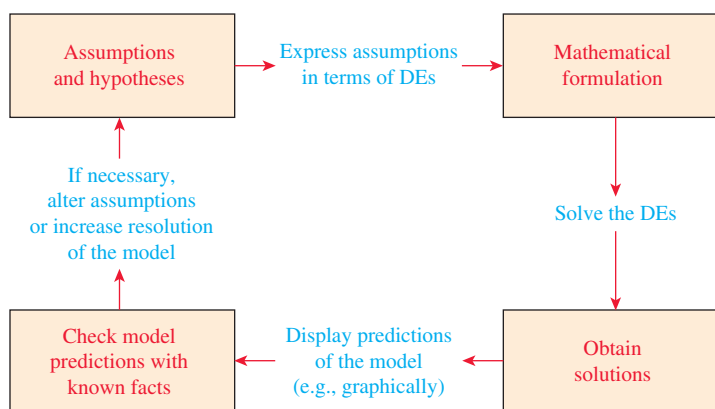 Assumptions
and hypotheses
Express assumptions
in terms of DEs
Mathematical
formulation
If necessary,
alter assumptions
or increase resolution
of the model
Solve the DEs
Check model
predictions with
known facts
Display predictions
of the model
(e.g., graphically)
Obtain
solutions